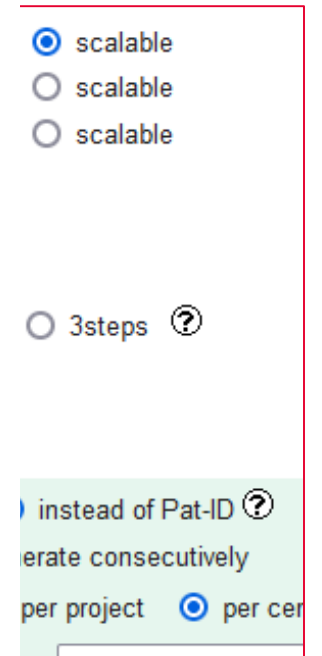 scalable
scalable
scalable
3steps ?
instead of Pat-ID ?
erate consecutively
per project per cer